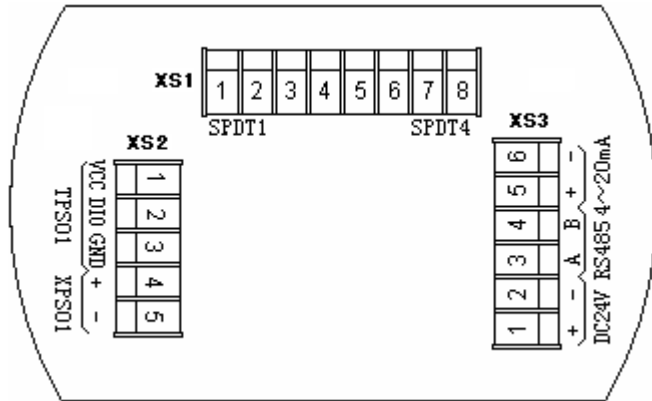 XS1
1 2 3 4 5 6 7 8
SPDT1
SPDT4
XS2
1 2 3 4 5
VCC DIO GND + -
TPS01 XPS01
XS3
6 5 4 3 2 1
+ - A B + -
DC24V RS485 4～20mA